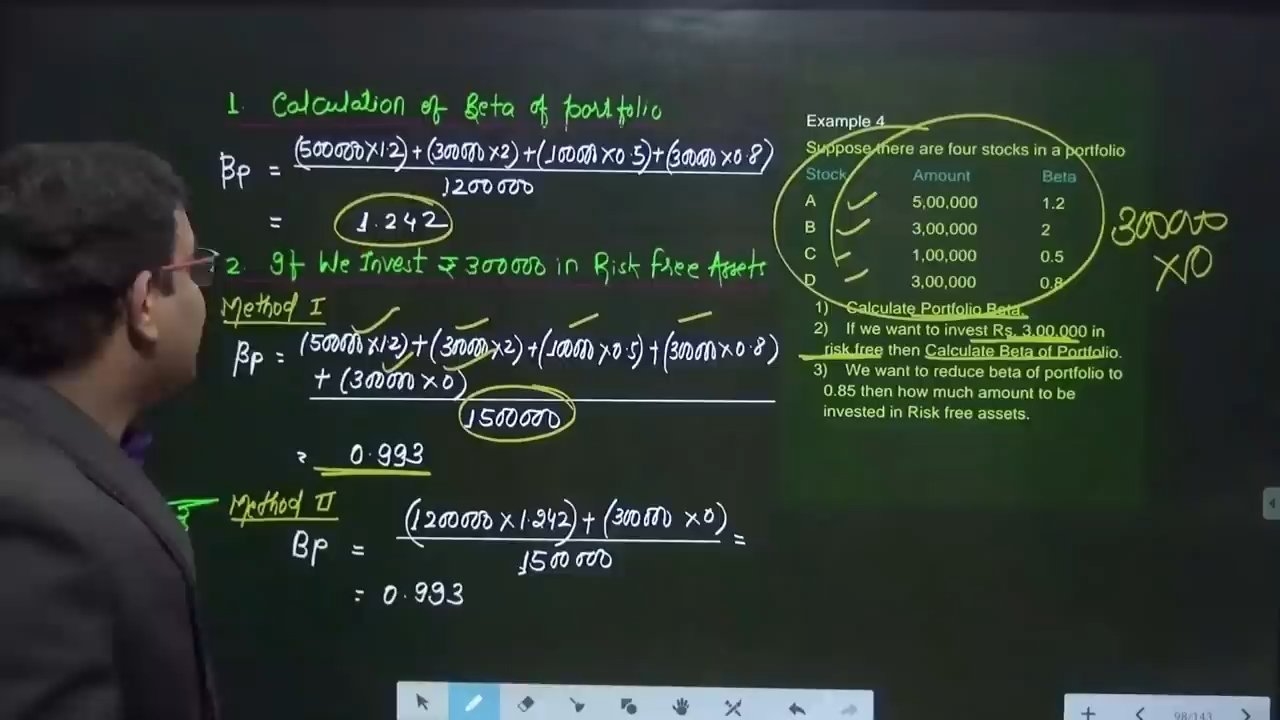 1. Calculation of Beta of portfolio
βp = (500000×1.2)+(300000×2)+(100000×0.5)+(300000×0.8)
1200000
= 1.242
2. If We Invest ₹300000 in Risk free Assets
Method I
βp = (500000×1.2)+(300000×2)+(100000×0.5)+(300000×0.8)
+(300000×0)
1500000
= 0.993
Method II
Bp = (1200000×1.242)+(300000×0) =
1500000
= 0.993
Example 4
Suppose there are four stocks in a portfolio
Stock Amount Beta
A 5,00,000 1.2
B 3,00,000 2
C 1,00,000 0.5
D 3,00,000 0.8
1) Calculate Portfolio Beta.
2) If we want to invest Rs. 3,00,000 in
risk free then Calculate Beta of Portfolio.
3) We want to reduce beta of portfolio to
0.85 then how much amount to be
invested in Risk free assets.
300000
×0
98/143